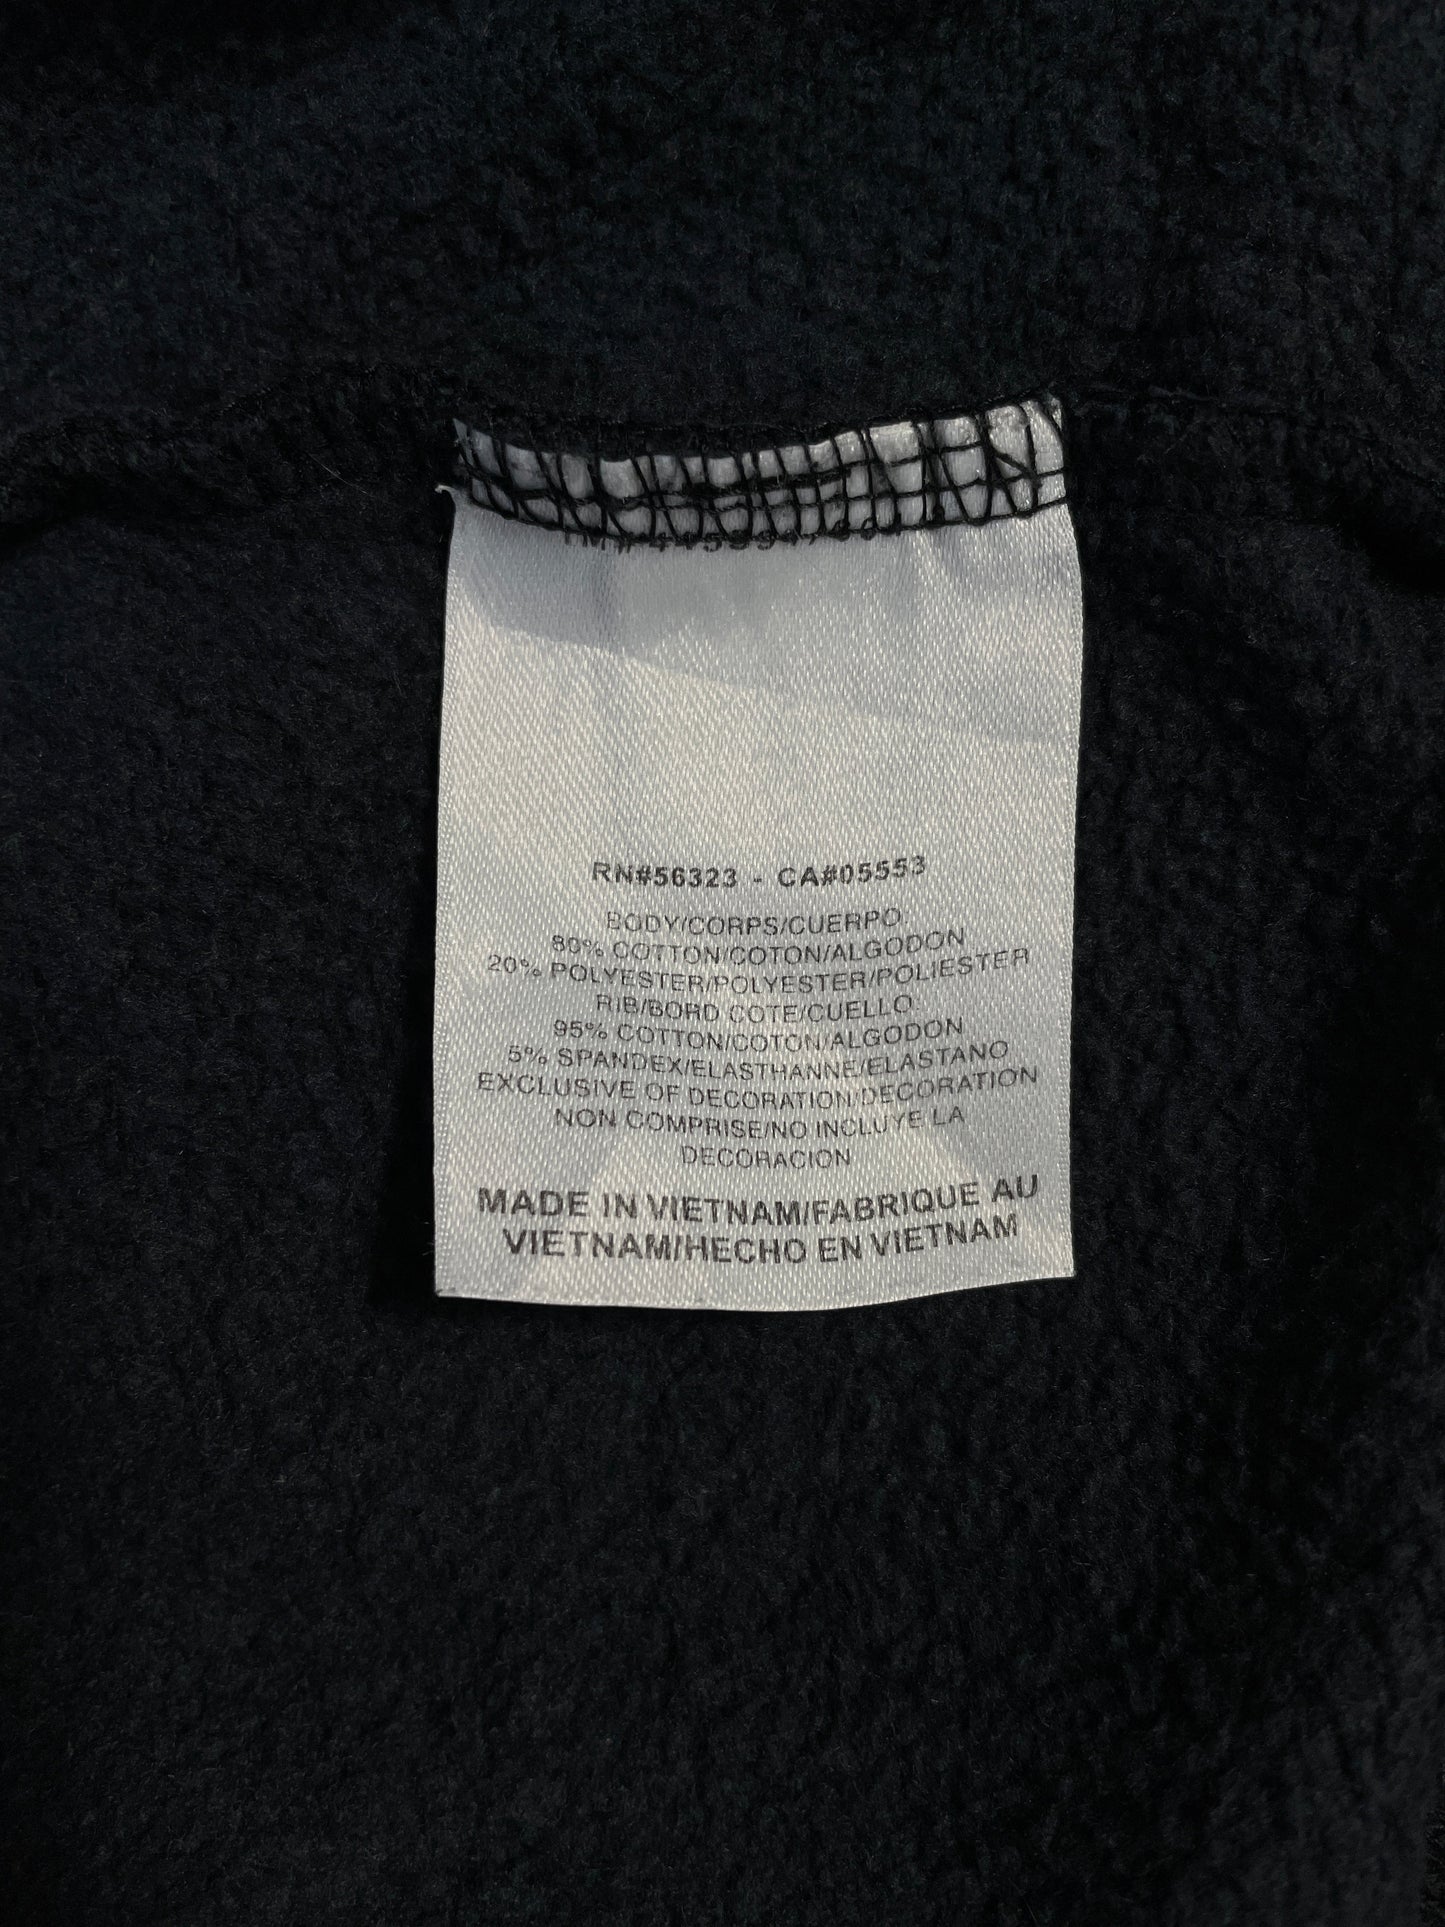 RN#56323 - CA#05553
BODY/CORPS/CUERPO
80% COTTON/COTON/ALGODON
20% POLYESTER/POLYESTER/POLIESTER
RIB/BORD COTE/CUELLO
95% COTTON/COTON/ALGODON
5% SPANDEX/ELASTHANNE/ELASTANO
EXCLUSIVE OF DECORATION/DECORATION
NON COMPRISE/NO INCLUYE LA
DECORACION
MADE IN VIETNAM/FABRIQUE AU
VIETNAM/HECHO EN VIETNAM